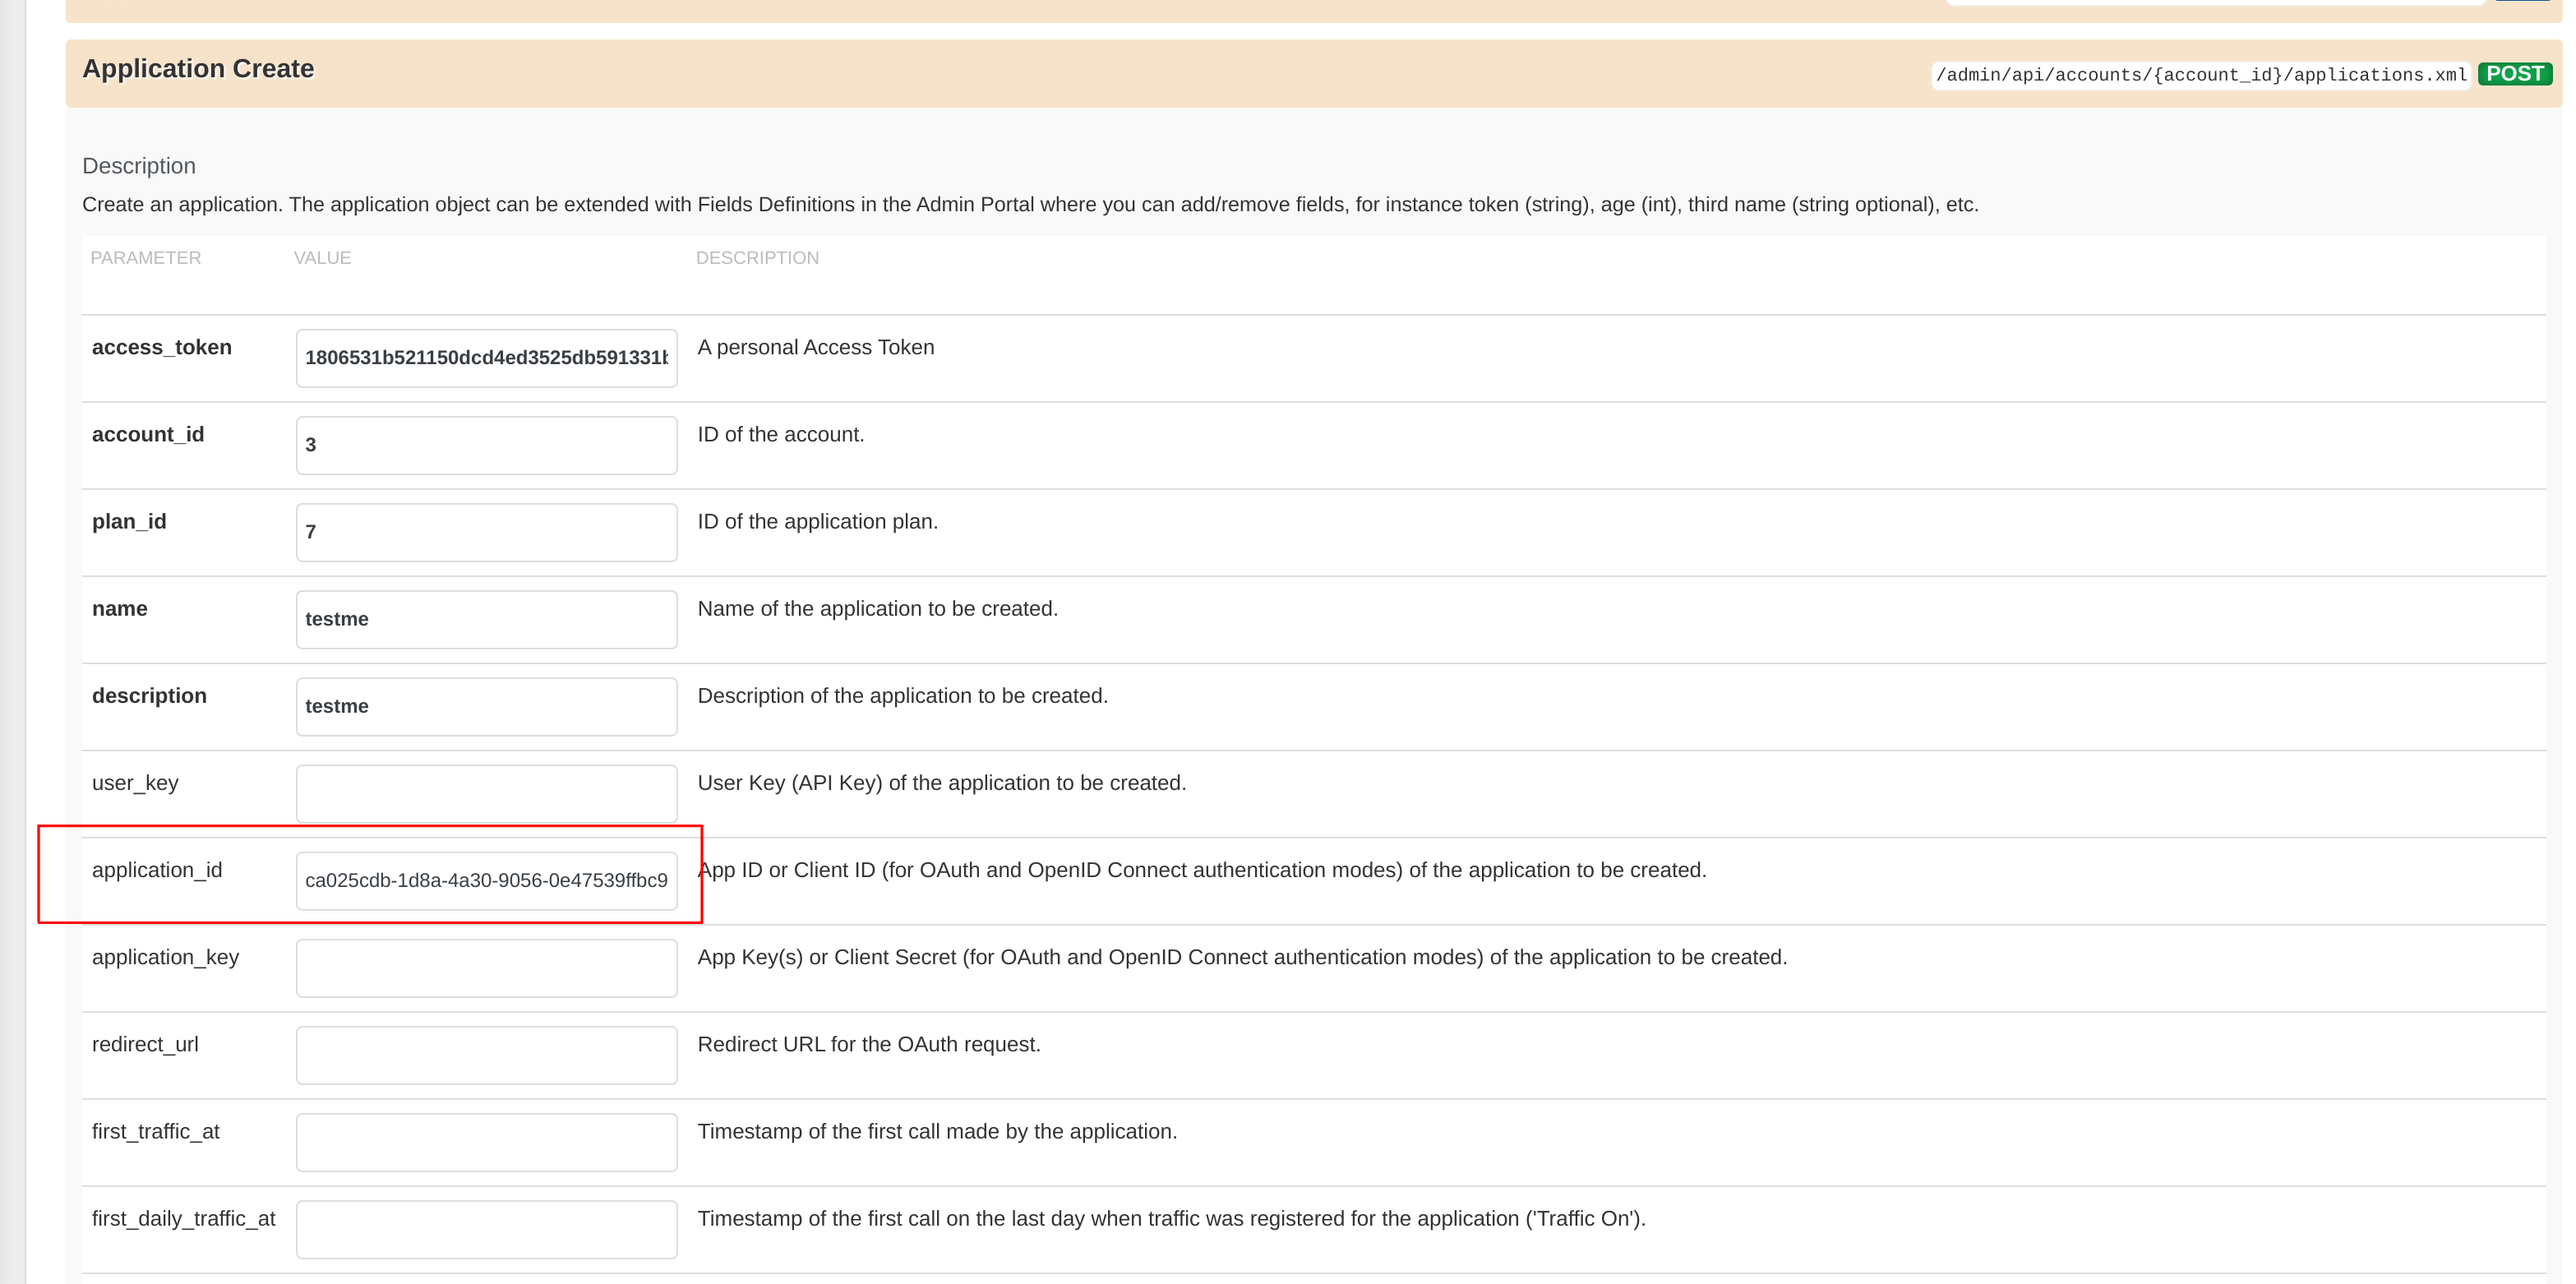 Application Create
/admin/api/accounts/{account_id}/applications.xml POST
Description
Create an application. The application object can be extended with Fields Definitions in the Admin Portal where you can add/remove fields, for instance token (string), age (int), third name (string optional), etc.
PARAMETER VALUE DESCRIPTION
access_token 1806531b521150dcd4ed3525db591331 A personal Access Token
account_id 3 ID of the account.
plan_id 7 ID of the application plan.
name testme Name of the application to be created.
description testme Description of the application to be created.
user_key User Key (API Key) of the application to be created.
application_id ca025cdb-1d8a-4a30-9056-0e47539ffbc9 App ID or Client ID (for OAuth and OpenID Connect authentication modes) of the application to be created.
application_key App Key(s) or Client Secret (for OAuth and OpenID Connect authentication modes) of the application to be created.
redirect_url Redirect URL for the OAuth request.
first_traffic_at Timestamp of the first call made by the application.
first_daily_traffic_at Timestamp of the first call on the last day when traffic was registered for the application ('Traffic On').